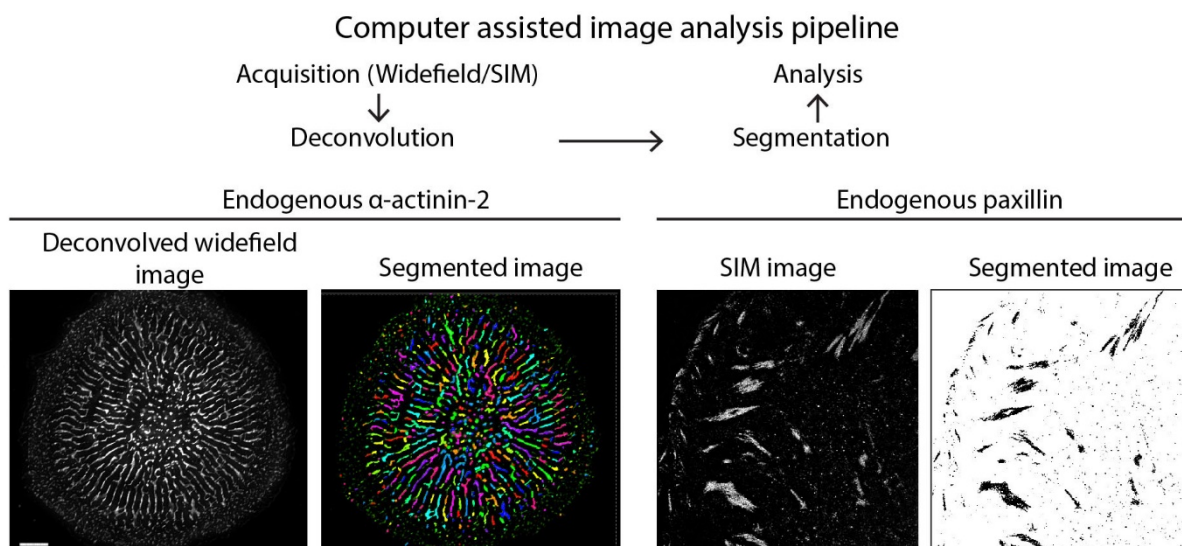 Computer assisted image analysis pipeline
Acquisition (Widefield/SIM)
Analysis
Deconvolution
Segmentation
Endogenous α-actinin-2
Endogenous paxillin
Deconvolved widefield
image
Segmented image
SIM image
Segmented image